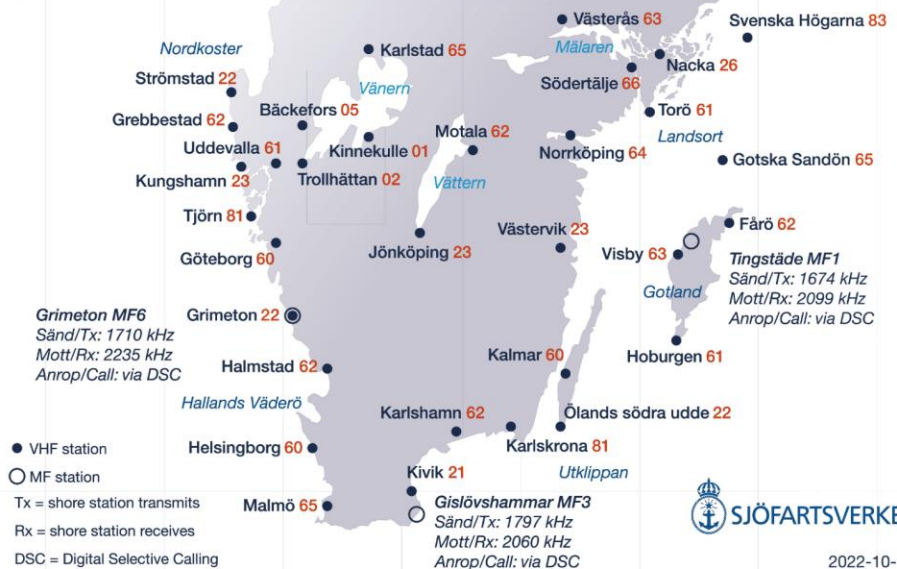 Västerås 63
Svenska Högarna 83
Nordkoster
Karlstad 65
Mälaren
Nacka 26
Strömstad 22
Vänern
Södertälje 66
Bäckefors 05
Torö 61
Grebbestad 62
Motala 62
Landsort
Uddevalla 61
Kinnekulle 01
Norrköping 64
Gotska Sandön 65
Kungshamn 23
Trollhättan 02
Vättern
Tjörn 81
Västervik 23
Fårö 62
Göteborg 60
Jönköping 23
Visby 63
Tingstäde MF1
Sänd/Tx: 1674 kHz
Mott/Rx: 2099 kHz
Anrop/Call: via DSC
Gotland
Grimeton MF6
Sänd/Tx: 1710 kHz
Mott/Rx: 2235 kHz
Anrop/Call: via DSC
Grimeton 22
Hoburgen 61
Halmstad 62
Kalmar 60
Hallands Väderö
Karlshamn 62
Ölands södra udde 22
Helsingborg 60
Karlskrona 81
Utklippan
Kivik 21
Malmö 65
Gislövshammar MF3
Sänd/Tx: 1797 kHz
Mott/Rx: 2060 kHz
Anrop/Call: via DSC
VHF station
MF station
Tx = shore station transmits
Rx = shore station receives
DSC = Digital Selective Calling
SJÖFARTSVERKE
2022-10-